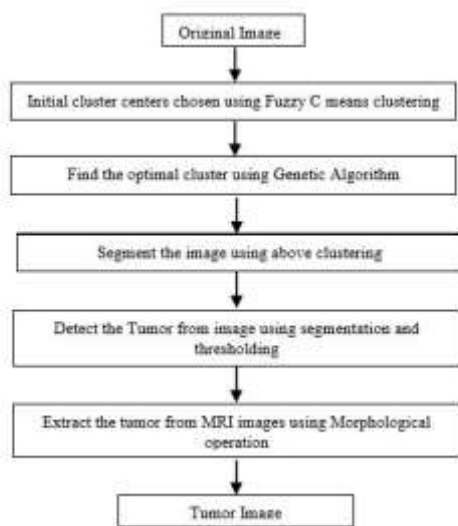 Original Image
Initial cluster centers chosen using Fuzzy C means clustering
Find the optimal cluster using Genetic Algorithm
Segment the image using above clustering
Detect the Tumor from image using segmentation and
thresholding
Extract the tumor from MRI images using Morphological
operation
Tumor Image